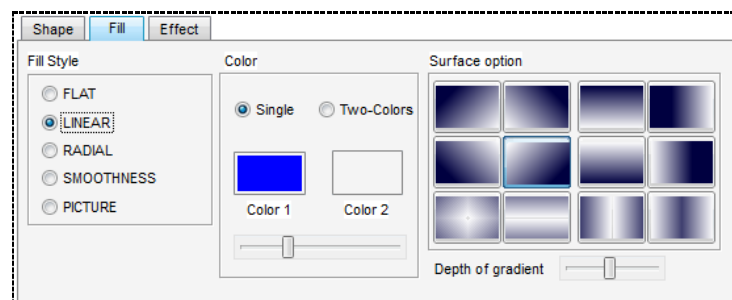 Shape Fill Effect
Fill Style
FLAT
LINEAR
RADIAL
SMOOTHNESS
PICTURE
Color
Single Two-Colors
Color 1 Color 2
Surface option
Depth of gradient